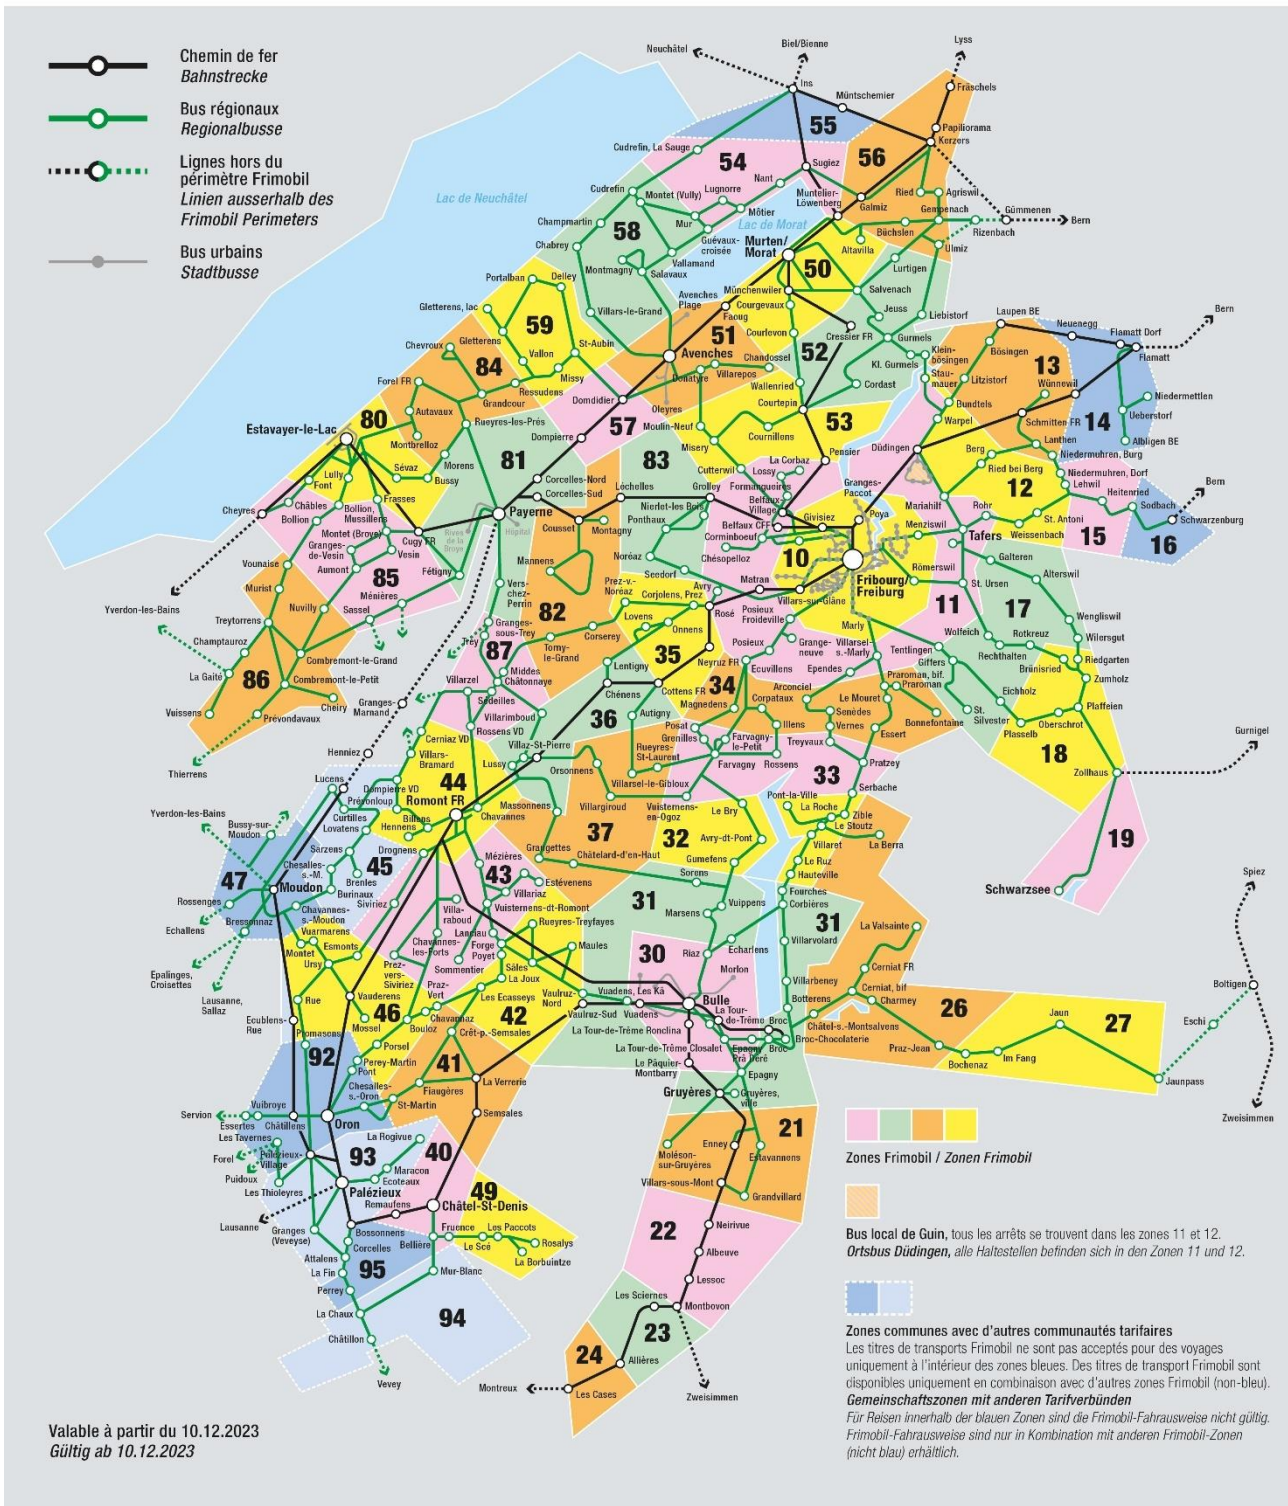 Chemin de fer
Bahnstrecke
Bus régionaux
Regionalbusse
Lignes hors du
périmètre Frimobil
Linien ausserhalb des
Frimobil Perimeters
Bus urbains
Stadtbusse
Neuchâtel
Biel/Bienne
Lyss
Ins
Müntschemier
Fräschels
Papiliorama
Kerzers
55
Cudrefin, La Sauge
54
Sugiez
56
Nant
Lac de Neuchâtel
Cudrefin
Montet (Vully)
Lugnorre
Muntelier-
Löwenberg
Ried
Agriswil
Galmiz
Gempenach
Gümmenen
Bern
Champmartin
Môtier
Lac de Morat
Mur
Büchslen
Rizenbach
58
Chabrey
Guévaux-
croisée
Murten/
Morat
Altavilla
Ulmiz
Montmagny
Vallamand
Salavaux
50
Lurtigen
Portalban
Delley
Avenches
Plage
Münchenwiler
Salvenach
Gletterens, lac
Courgevaux
Faoug
Jeuss
Villars-le-Grand
Liebistorf
Laupen BE
Neuenegg
Flamatt Dorf
Bern
59
51
Courlevon
Cressier FR
Gurmels
Flamatt
Gletterens
St-Aubin
Avenches
Chandossel
52
Klein-
bösingen
Bösingen
Chevroux
Vallon
Kl. Gurmels
13
84
Missy
Donatyre
Villarepos
Stau-
mauer
Litzistorf
Wünnewil
Forel FR
Ressudens
Wallenried
Cordast
14
Niedermettlen
Domdidier
Oleyres
Courtepin
Bundtels
Grandcour
Schmitten FR
Ueberstorf
80
Autavaux
Rueyres-les-Prés
57
Moulin-Neuf
53
Warpel
Estavayer-le-Lac
Dompierre
Cournillens
Lanthen
Albligen BE
Montbrelloz
Misery
Pensier
Düdingen
Berg
Niedermuhren, Burg
Morens
81
83
La Corbaz
Ried bei Berg
Niedermuhren, Dorf
Lully
Sévaz
Cutterwil
Lossy
Granges-
Paccot
12
Lehwil
Font
Bussy
Corcelles-Nord
Formangueires
Heitenried
Bern
Corcelles-Sud
Léchelles
Grolley
Belfaux-
Village
Mariahilf
Sodbach
Châbles
Frasses
Payerne
Nierlet-les Bois
Poya
Rohr
Schwarzenburg
Cheyres
Bollion
Bollion,
Mussillens
Cousset
Belfaux CFF
Givisiez
Menziswil
St. Antoni
15
16
Montet (Broye)
Rives
de la
Broye
Hôpital
Montagny
Ponthaux
Corminboeuf
Tafers
Weissenbach
Granges-
de-Vesin
Cugy FR
Chésopelloz
10
Galteren
Vounaise
Vesin
Noréaz
Fribourg/
Freiburg
Aumont
85
Fétigny
Mannens
Seedorf
Römerswil
Alterswil
Murist
Vers-
chez-
Perrin
Prez-v.-
Noréaz
Avry
Matran
St. Ursen
Yverdon-les-Bains
Ménières
82
Corjolens, Prez
Villars-sur-Glâne
11
17
Nuvilly
Sassel
Lovens
Rosé
Posieux
Froideville
Marly
Wengliswil
Treytorrens
Granges-
sous-Trey
Corserey
Onnens
Wolfeich
Rotkreuz
Wilersgut
Champtauroz
Trey
Torny-
le-Grand
35
Posieux
Grange-
neuve
Villarsel-
s.-Marly
Tentlingen
Rechthalten
Combremont-le-Grand
87
Lentigny
Neyruz FR
Brünisried
Riedgarten
La Gaité
Middes
Ecuvillens
Ependes
Giffers
86
Combremont-le-Petit
Villarzel
Châtonnaye
34
Praroman, bif.
Zumholz
Cottens FR
Arconciel
Praroman
Eichholz
Sédeilles
Chénens
Magnedens
Corpataux
Le Mouret
Vuissens
Cheiry
Granges-
Marnand
Senèdes
St.
Silvester
Plaffeien
Prévondavaux
Villarimboud
36
Autigny
Bonnefontaine
Oberschrot
Rossens VD
Posat
Illens
Vernes
Plasselb
Gurnigel
Grenilles
Farvagny-
le-Petit
Essert
18
Cerniaz VD
Villaz-St-Pierre
Rueyres-
St-Laurent
Treyvaux
Henniez
Villars-
Bramard
Lussy
Farvagny
Rossens
Pratzey
Zollhaus
Thierrens
Orsonnens
33
Lucens
44
Villarsel-le-Gibloux
Serbache
Dompierre VD
Massonnens
Villargiroud
Vuisternens-
en-Ogoz
Pont-la-Ville
Yverdon-les-Bains
Prévonloup
Romont FR
Le Bry
La Roche
Zible
Bussy-sur-
Moudon
Curtilles
Billens
Chavannes
37
32
Le Stoutz
19
Lovatens
Hennens
Avry-dt-Pont
Villaret
La Berra
Sarzens
Drognens
Grangettes
Châtelard-d'en-Haut
Le Ruz
47
Chesalles-
s.-M.
45
Mézières
Gumefens
Hauteville
Schwarzsee
Spiez
Moudon
Brenles
43
Sorens
Estévenens
Fourches
Rossenges
Burinaux
Siviriez
Villariaz
31
Vuippens
Corbières
Echallens
Bressonnaz
Chavannes-
s.-Moudon
Villa-
raboud
Vuisternens-dt-Romont
Marsens
31
La Valsainte
Vuarmarens
Rueyres-Treyfayes
Villarvolard
Esmonts
Chavannes-
les-Forts
Lanciau
Echarlens
Montet
Forge
Maules
30
Ursy
Sommentier
Poyet
Riaz
Cerniat FR
Epalinges,
Croisettes
Prez-
vers-
Siviriez
Sâles
Morlon
Villarbeney
La Joux
Cerniat, bif
Boltigen
Lausanne,
Sallaz
Rue
Vauderens
Praz-
Vert
Les Ecasseys
Vaulruz-
Nord
Vuadens, Les Kâ
Bulle
Botterens
Charmey
46
42
Vaulruz-Sud
Vuadens
La Tour-
de-Trême
26
27
Ecublens-
Rue
Mossel
Bouloz
Chavannaz
Broc
Châtel-s.-Montsalvens
Jaun
Eschi
La Tour-de-Trême Ronclina
Promasens
Crêt-p.-Semsales
Broc-Chocolaterie
92
Porsel
La Tour-de-Trême Closalet
Epagny
Prâ Derê
Broc
Praz-Jean
Im Fang
Perey-Martin
41
Le Pâquier-
Montbarry
Bochenaz
Pont
La Verrerie
Epagny
Jaunpass
Chesalles-
s.-Oron
Fiaugères
Gruyères
Gruyères,
ville
Servion
Vuibroye
St-Martin
Semsales
Zweisimmen
Essertes
Châtillens
Oron
21
Les Tavernes
La Rogivue
Enney
Forel
Palézieux-
Village
93
40
Moléson-
sur-Gruyères
Estavannens
Maracon
Puidoux
Ecoteaux
49
Villars-sous-Mont
Les Thioleyres
Palézieux
Châtel-St-Denis
Grandvillard
Remaufens
22
Lausanne
Granges
(Veveyse)
Bossonnens
Fruence
Les Paccots
Neirivue
Corcelles
Bellière
Le Scé
Rosalys
Attalens
La Borbuintze
Albeuve
95
La Fin
Mur-Blanc
Lessoc
Perrey
Les Sciernes
Montbovon
La Chaux
94
23
Châtillon
24
Allières
Vevey
Montreux
Les Cases
Zweisimmen
Zones Frimobil / Zonen Frimobil
Bus local de Guin, tous les arrêts se trouvent dans les zones 11 et 12.
Ortsbus Düdingen, alle Haltestellen befinden sich in den Zonen 11 und 12.
Zones communes avec d'autres communautés tarifaires
Les titres de transports Frimobil ne sont pas acceptés pour des voyages
uniquement à l'intérieur des zones bleues. Des titres de transport Frimobil sont
disponibles uniquement en combinaison avec d'autres zones Frimobil (non-bleu).
Gemeinschaftszonen mit anderen Tarifverbünden
Für Reisen innerhalb der blauen Zonen sind die Frimobil-Fahrausweise nicht gültig.
Frimobil-Fahrausweise sind nur in Kombination mit anderen Frimobil-Zonen
(nicht blau) erhältlich.
Valable à partir du 10.12.2023
Gültig ab 10.12.2023